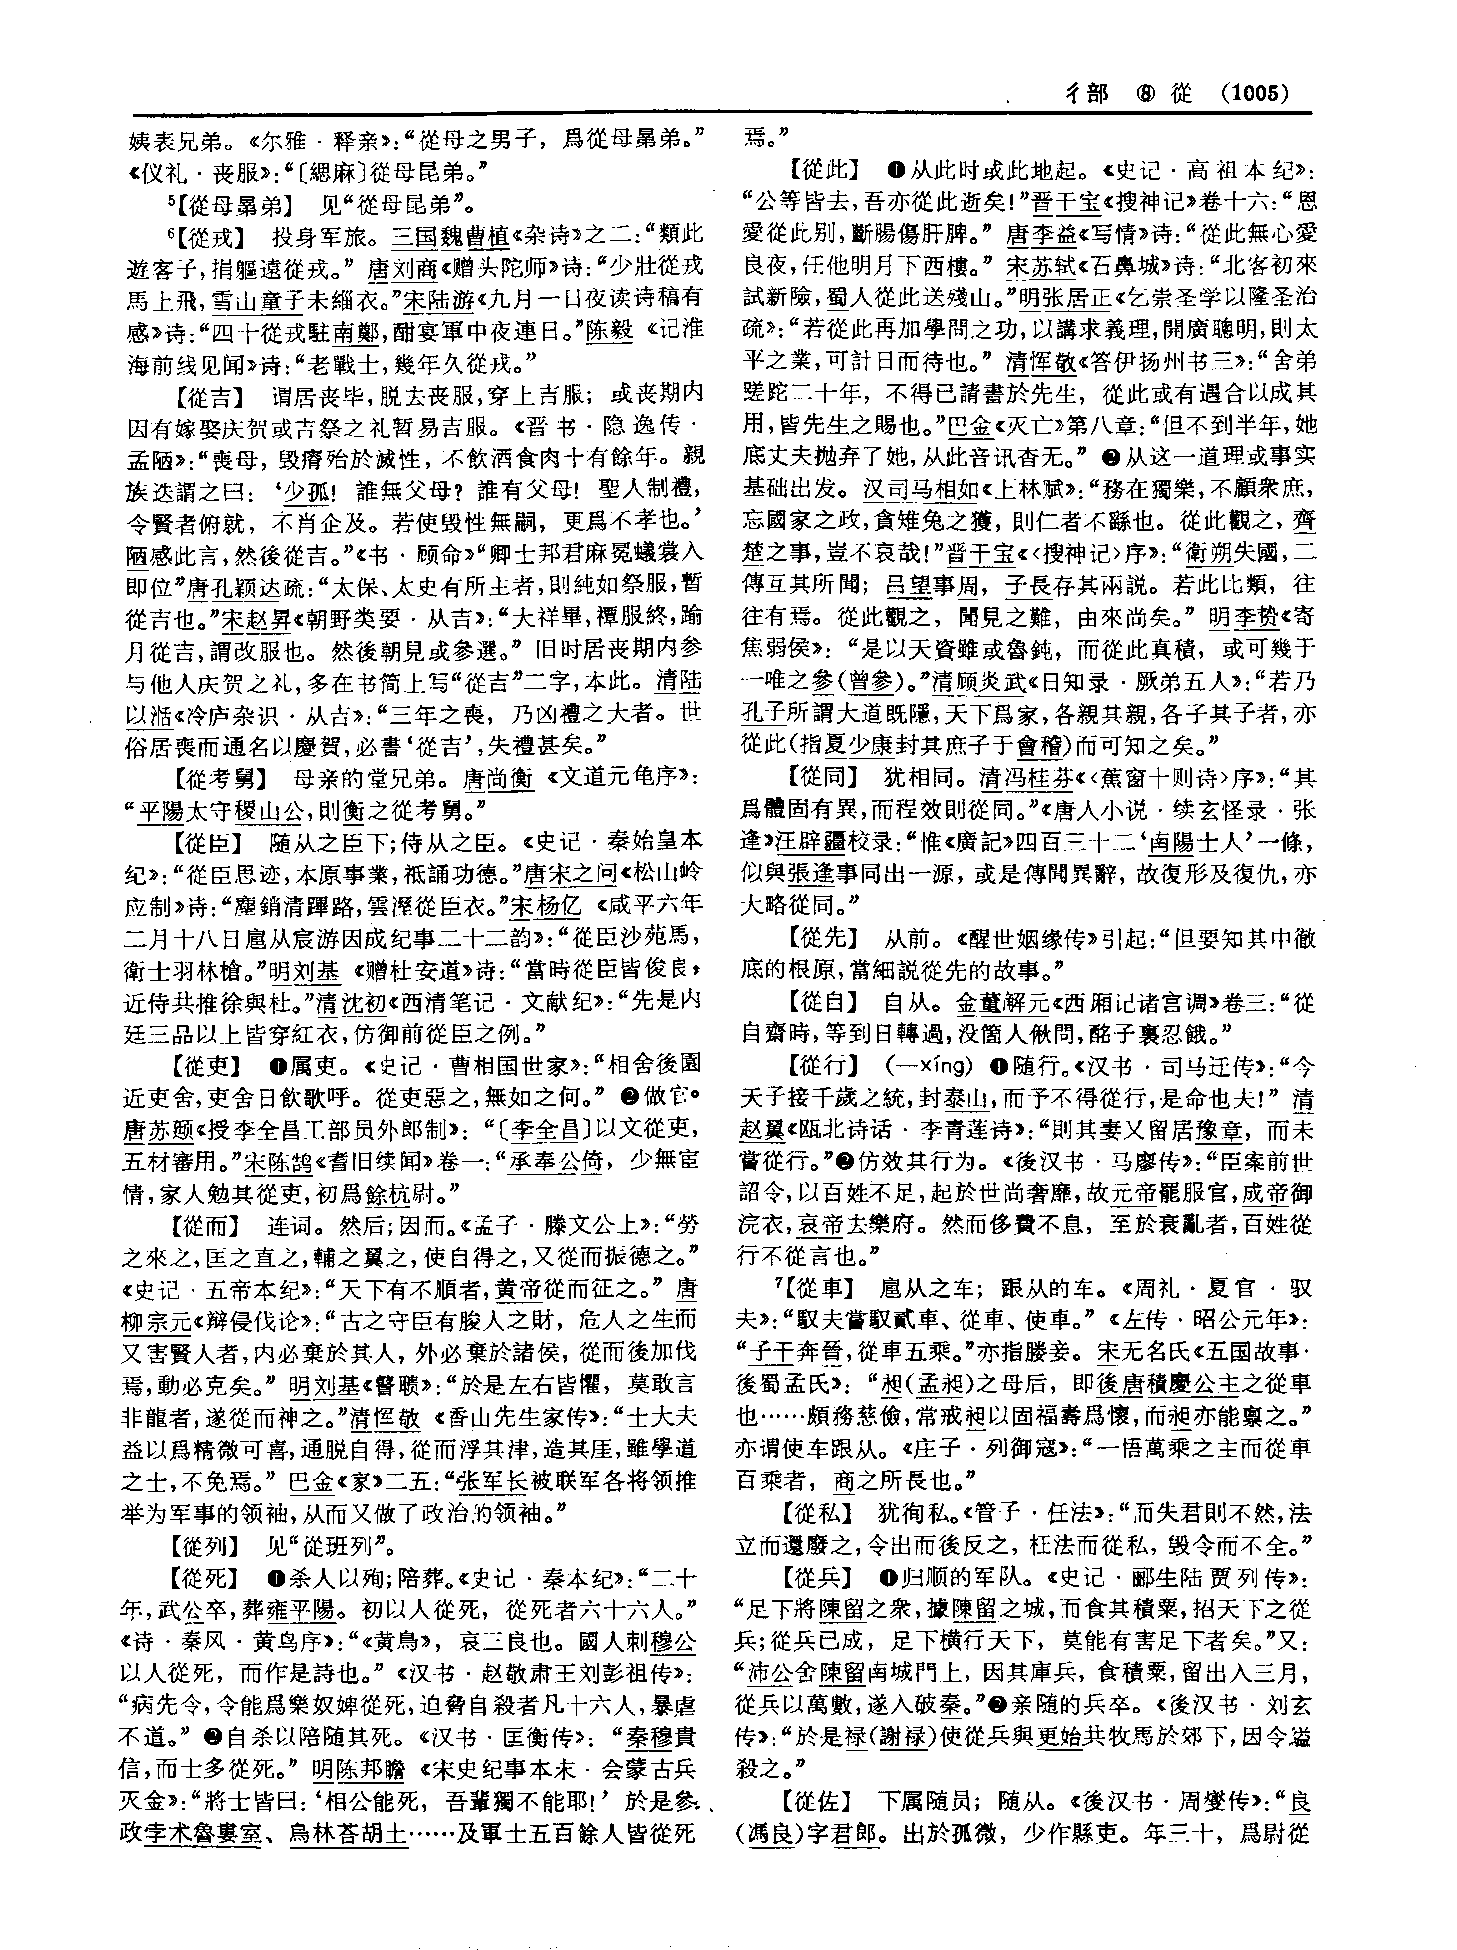 彳部 ⑧ 從 (1005)
姨表兄弟。《尔雅·释亲》：“從母之男子，爲從母晜弟。”
《仪礼·丧服》：“〔緦麻〕從母昆弟。”
⁵【從母晜弟】 见“從母昆弟”。
⁶【從戎】 投身军旅。三国魏曹植《杂诗》之二：“類此
遊客子，捐軀遠從戎。” 唐刘商《赠头陀师》诗：“少壯從戎
馬上飛，雪山童子未緇衣。”宋陆游《九月一日夜读诗稿有
感》诗：“四十從戎駐南鄭，酣宴軍中夜連日。”陈毅《记淮
海前线见闻》诗：“老戰士，幾年久從戎。”
【從吉】 谓居丧毕，脱去丧服，穿上吉服；或丧期内
因有嫁娶庆贺或吉祭之礼暂易吉服。《晋书·隐逸传·
孟陋》：“喪母，毁瘠殆於滅性，不飲酒食肉十有餘年。親
族迭謂之曰：‘少孤！誰無父母？誰有父母！聖人制禮，
令賢者俯就，不肖企及。若使毁性無嗣，更爲不孝也。’
陋感此言，然後從吉。”《书·顾命》“卿士邦君麻冕蟻裳入
即位”唐孔颖达疏：“太保、太史有所主者，則純如祭服，暫
從吉也。”宋赵昇《朝野类要·从吉》：“大祥畢，禫服終，踰
月從吉，謂改服也。然後朝見或參選。” 旧时居丧期内参
与他人庆贺之礼，多在书简上写“從吉”二字，本此。清陆
以湉《冷庐杂识·从吉》：“三年之喪，乃凶禮之大者。世
俗居喪而通名以慶賀，必書‘從吉’，失禮甚矣。”
【從考舅】 母亲的堂兄弟。唐尚衡《文道元龟序》：
“平陽太守稷山公，則衡之從考舅。”
【從臣】 随从之臣下；侍从之臣。《史记·秦始皇本
纪》：“從臣思迹，本原事業，祗誦功德。”唐宋之问《松山岭
应制》诗：“塵銷清蹕路，雲溼從臣衣。”宋杨亿《咸平六年
二月十八日扈从宸游因成纪事二十二韵》：“從臣沙苑馬，
衛士羽林槍。”明刘基《赠杜安道》诗：“當時從臣皆俊良，
近侍共推徐與杜。”清沈初《西清笔记·文献纪》：“先是内
廷三品以上皆穿紅衣，仿御前從臣之例。”
【從吏】 ❶属吏。《史记·曹相国世家》：“相舍後園
近吏舍，吏舍日飲歌呼。從吏惡之，無如之何。” ❷做官。
唐苏颋《授李全昌工部员外郎制》：“〔李全昌〕以文從吏，
五材審用。”宋陈鹄《耆旧续闻》卷一：“承奉公倚，少無宦
情，家人勉其從吏，初爲餘杭尉。”
【從而】 连词。然后；因而。《孟子·滕文公上》：“勞
之來之，匡之直之，輔之翼之，使自得之，又從而振德之。”
《史记·五帝本纪》：“天下有不順者，黄帝從而征之。” 唐
柳宗元《辩侵伐论》：“古之守臣有朘人之財，危人之生而
又害賢人者，内必棄於其人，外必棄於諸侯，從而後加伐
焉，動必克矣。” 明刘基《瞽聩》：“於是左右皆懼，莫敢言
非龍者，遂從而神之。”清恽敬《香山先生家传》：“士大夫
益以爲精微可喜，通脱自得，從而浮其津，造其厓，雖學道
之士，不免焉。” 巴金《家》二五：“张军长被联军各将领推
举为军事的领袖，从而又做了政治的领袖。”
【從列】 见“從班列”。
【從死】 ❶杀人以殉；陪葬。《史记·秦本纪》：“二十
年，武公卒，葬雍平陽。初以人從死，從死者六十六人。”
《诗·秦风·黄鸟序》：“《黄鳥》，哀三良也。國人刺穆公
以人從死，而作是詩也。” 《汉书·赵敬肃王刘彭祖传》：
“病先令，令能爲樂奴婢從死，迫脅自殺者凡十六人，暴虐
不道。” ❷自杀以陪随其死。《汉书·匡衡传》：“秦穆貴
信，而士多從死。” 明陈邦瞻《宋史纪事本末·会蒙古兵
灭金》：“將士皆曰：‘相公能死，吾輩獨不能耶！’於是參
政孛术魯婁室、烏林荅胡土……及軍士五百餘人皆從死
焉。”
【從此】 ❶从此时或此地起。《史记·高祖本纪》：
“公等皆去，吾亦從此逝矣！”晋干宝《搜神记》卷十六：“恩
愛從此别，斷腸傷肝脾。” 唐李益《写情》诗：“從此無心愛
良夜，任他明月下西樓。” 宋苏轼《石鼻城》诗：“北客初來
試新險，蜀人從此送殘山。”明张居正《乞崇圣学以隆圣治
疏》：“若從此再加學問之功，以講求義理，開廣聰明，則太
平之業，可計日而待也。” 清恽敬《答伊扬州书三》：“舍弟
蹉跎二十年，不得已請書於先生，從此或有遇合以成其
用，皆先生之賜也。”巴金《灭亡》第八章：“但不到半年，她
底丈夫抛弃了她，从此音讯杳无。” ❷从这一道理或事实
基础出发。汉司马相如《上林赋》：“務在獨樂，不顧衆庶，
忘國家之政，貪雉兔之獲，則仁者不繇也。從此觀之，齊
楚之事，豈不哀哉！”晋干宝《〈搜神记〉序》：“衛朔失國，二
傳互其所聞；吕望事周，子長存其兩説。若此比類，往
往有焉。從此觀之，聞見之難，由來尚矣。” 明李贽《寄
焦弱侯》：“是以天資雖或魯鈍，而從此真積，或可幾于
一唯之參(曾參)。”清顾炎武《日知录·厥弟五人》：“若乃
孔子所謂大道既隱，天下爲家，各親其親，各子其子者，亦
從此(指夏少康封其庶子于會稽)而可知之矣。”
【從同】 犹相同。清冯桂芬《〈蕉窗十则诗〉序》：“其
爲體固有異，而程效則從同。”《唐人小说·续玄怪录·张
逢》汪辟疆校录：“惟《廣記》四百三十二‘南陽士人’一條，
似與張逢事同出一源，或是傳聞異辭，故復形及復仇，亦
大略從同。”
【從先】 从前。《醒世姻缘传》引起：“但要知其中徹
底的根原，當細説從先的故事。”
【從自】 自从。金董解元《西厢记诸宫调》卷三：“從
自齋時，等到日轉過，没箇人偢問，酩子裏忍餓。”
【從行】 (—xíng) ❶随行。《汉书·司马迁传》：“今
天子接千歲之統，封泰山，而予不得從行，是命也夫！” 清
赵翼《瓯北诗话·李青莲诗》：“則其妻又留居豫章，而未
嘗從行。”❷仿效其行为。《後汉书·马廖传》：“臣案前世
詔令，以百姓不足，起於世尚奢靡，故元帝罷服官，成帝御
浣衣，哀帝去樂府。然而侈費不息，至於衰亂者，百姓從
行不從言也。”
⁷【從車】 扈从之车；跟从的车。《周礼·夏官·驭
夫》：“馭夫嘗馭貳車、從車、使車。” 《左传·昭公元年》：
“子干奔晉，從車五乘。”亦指媵妾。宋无名氏《五国故事·
後蜀孟氏》：“昶(孟昶)之母后，即後唐積慶公主之從車
也……頗務慈儉，常戒昶以固福壽爲懷，而昶亦能稟之。”
亦谓使车跟从。《庄子·列御寇》：“一悟萬乘之主而從車
百乘者，商之所長也。”
【從私】 犹徇私。《管子·任法》：“而失君則不然，法
立而還廢之，令出而後反之，枉法而從私，毁令而不全。”
【從兵】 ❶归顺的军队。《史记·郦生陆贾列传》：
“足下將陳留之衆，據陳留之城，而食其積粟，招天下之從
兵；從兵已成，足下横行天下，莫能有害足下者矣。”又：
“沛公舍陳留南城門上，因其庫兵，食積粟，留出入三月，
從兵以萬數，遂入破秦。”❷亲随的兵卒。《後汉书·刘玄
传》：“於是禄(謝禄)使從兵與更始共牧馬於郊下，因令縊
殺之。”
【從佐】 下属随员；随从。《後汉书·周燮传》：“良
(馮良)字君郎。出於孤微，少作縣吏。年三十，爲尉從